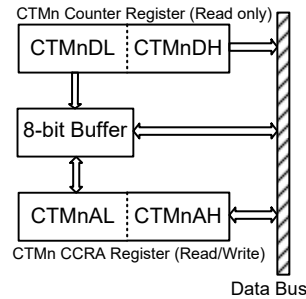 CTMn Counter Register (Read only)
CTMnDL CTMnDH
8-bit Buffer
CTMnAL CTMnAH
CTMn CCRA Register (Read/Write)
Data Bus